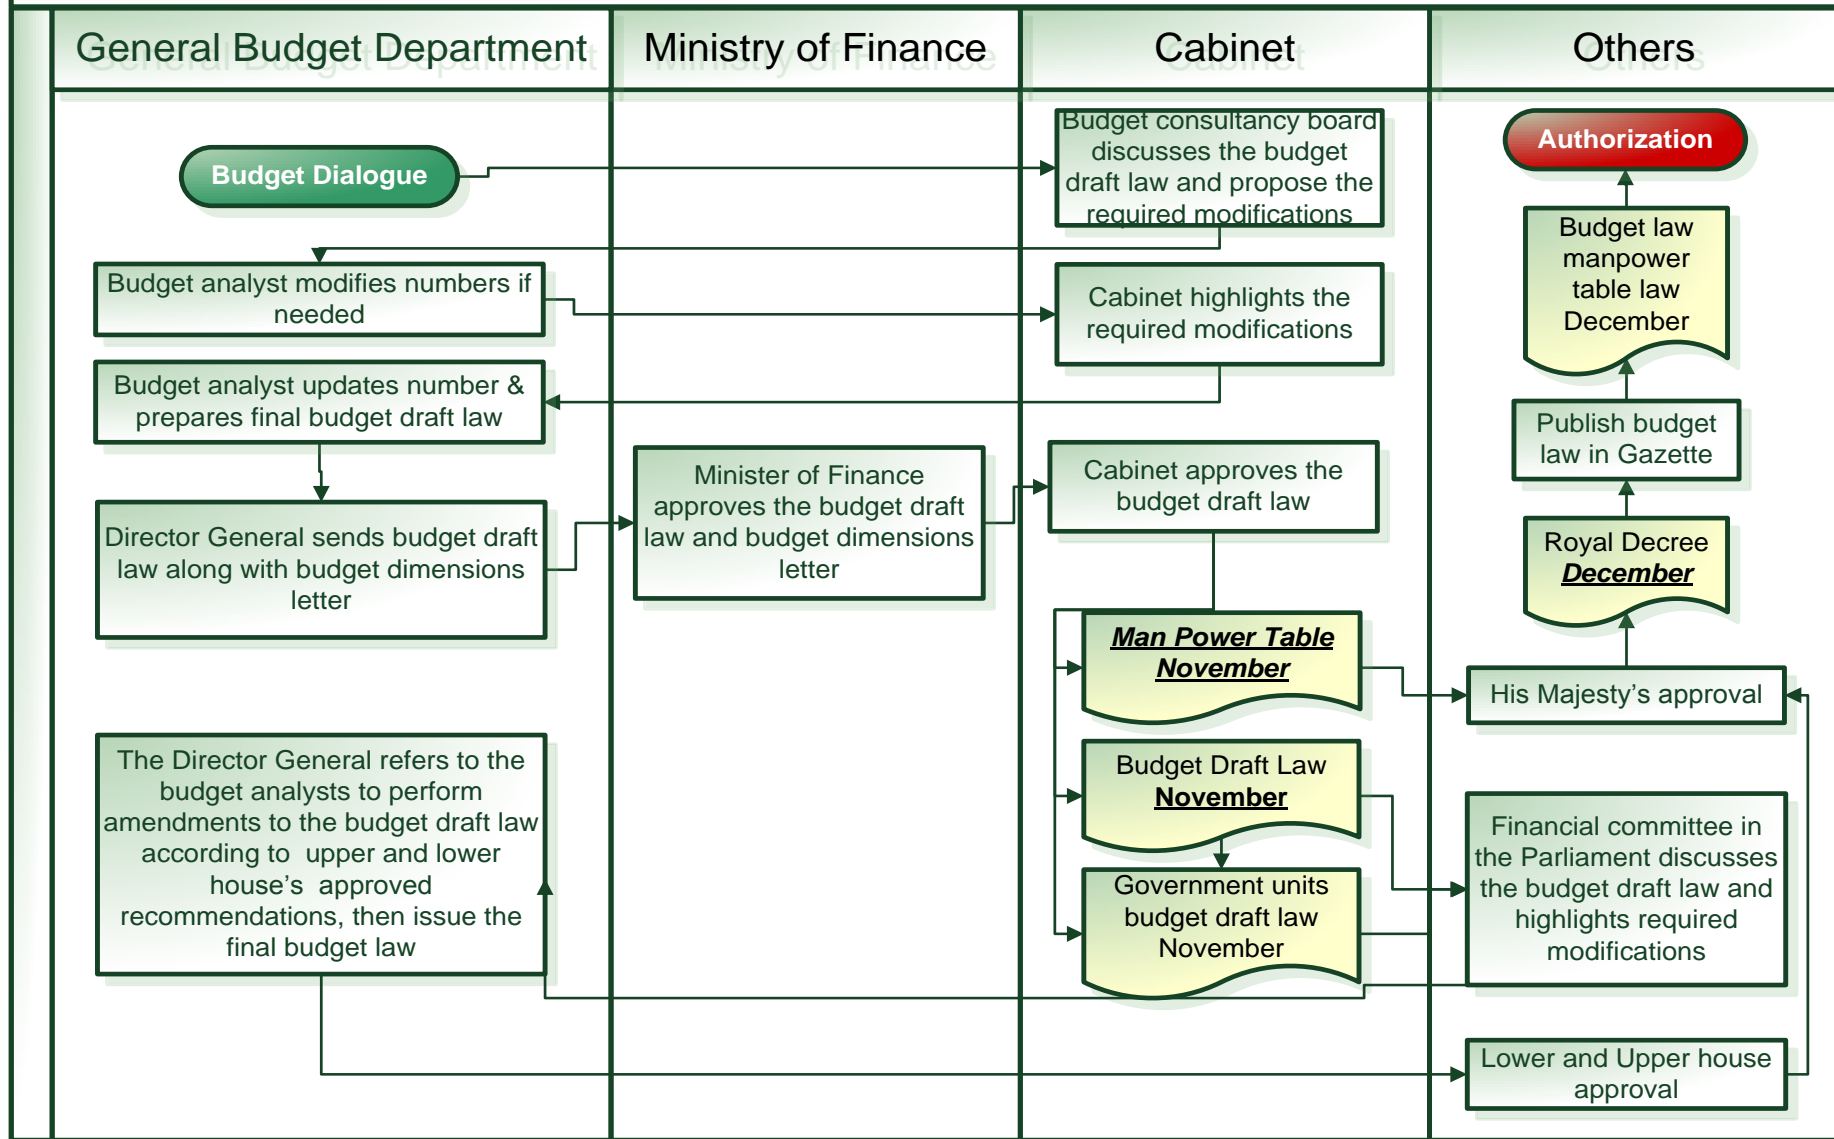 General Budget Department
Ministry of Finance
Cabinet
Others
Budget Dialogue
Budget consultancy board
discusses the budget
draft law and propose the
required modifications
Authorization
Budget law
manpower
table law
December
Budget analyst modifies numbers if
needed
Cabinet highlights the
required modifications
Budget analyst updates number &
prepares final budget draft law
Publish budget
law in Gazette
Director General sends budget draft
law along with budget dimensions
letter
Minister of Finance
approves the budget draft
law and budget dimensions
letter
Cabinet approves the
budget draft law
Royal Decree
December
Man Power Table
November
His Majesty’s approval
The Director General refers to the
budget analysts to perform
amendments to the budget draft law
according to  upper and lower
house’s  approved
recommendations, then issue the
final budget law
Budget Draft Law
November
Financial committee in
the Parliament discusses
the budget draft law and
highlights required
modifications
Government units
budget draft law
November
Lower and Upper house
approval